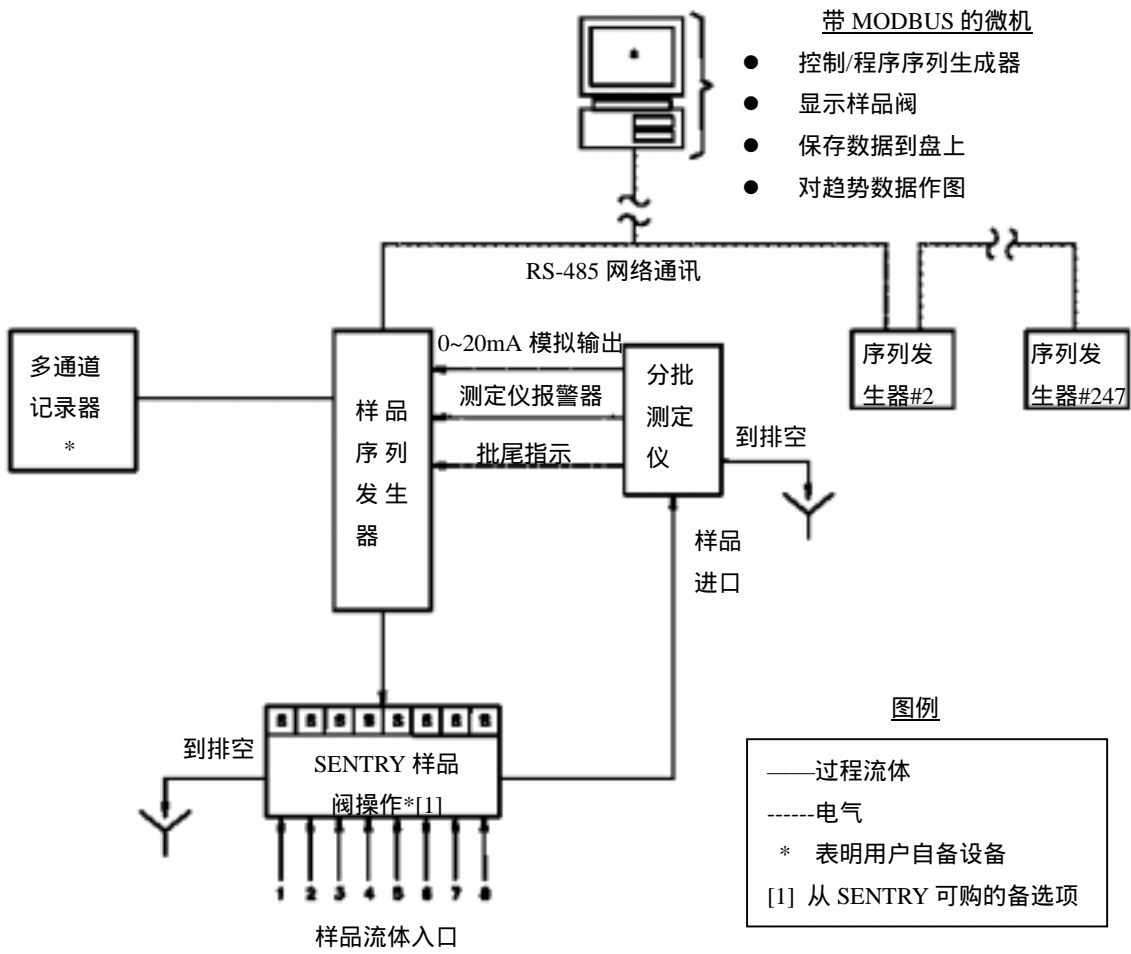 带 MODBUS 的微机
● 控制/程序序列生成器
● 显示样品阀
● 保存数据到盘上
● 对趋势数据作图
RS-485 网络通讯
多通道
记录器
*
样 品
序 列
发 生
器
0~20mA 模拟输出
测定仪报警器
批尾指示
分批
测定
仪
到排空
序列发
生器#2
序列发
生器#247
样品
进口
到排空
S S S S S S S S
SENTRY 样品
阀操作*[1]
1 2 3 4 5 6 7 8
样品流体入口
图例
——过程流体
------电气
* 表明用户自备设备
[1] 从 SENTRY 可购的备选项